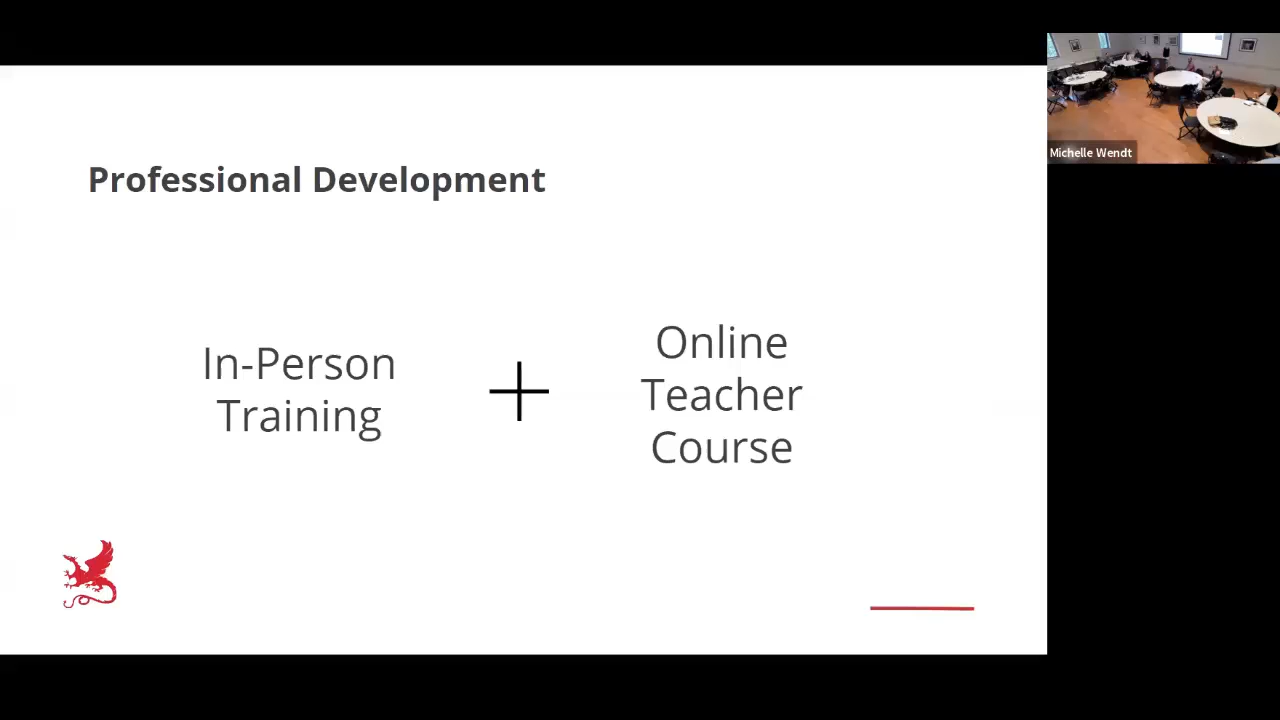 Professional Development
In-Person
Training
+
Online
Teacher
Course
Michelle Wendt